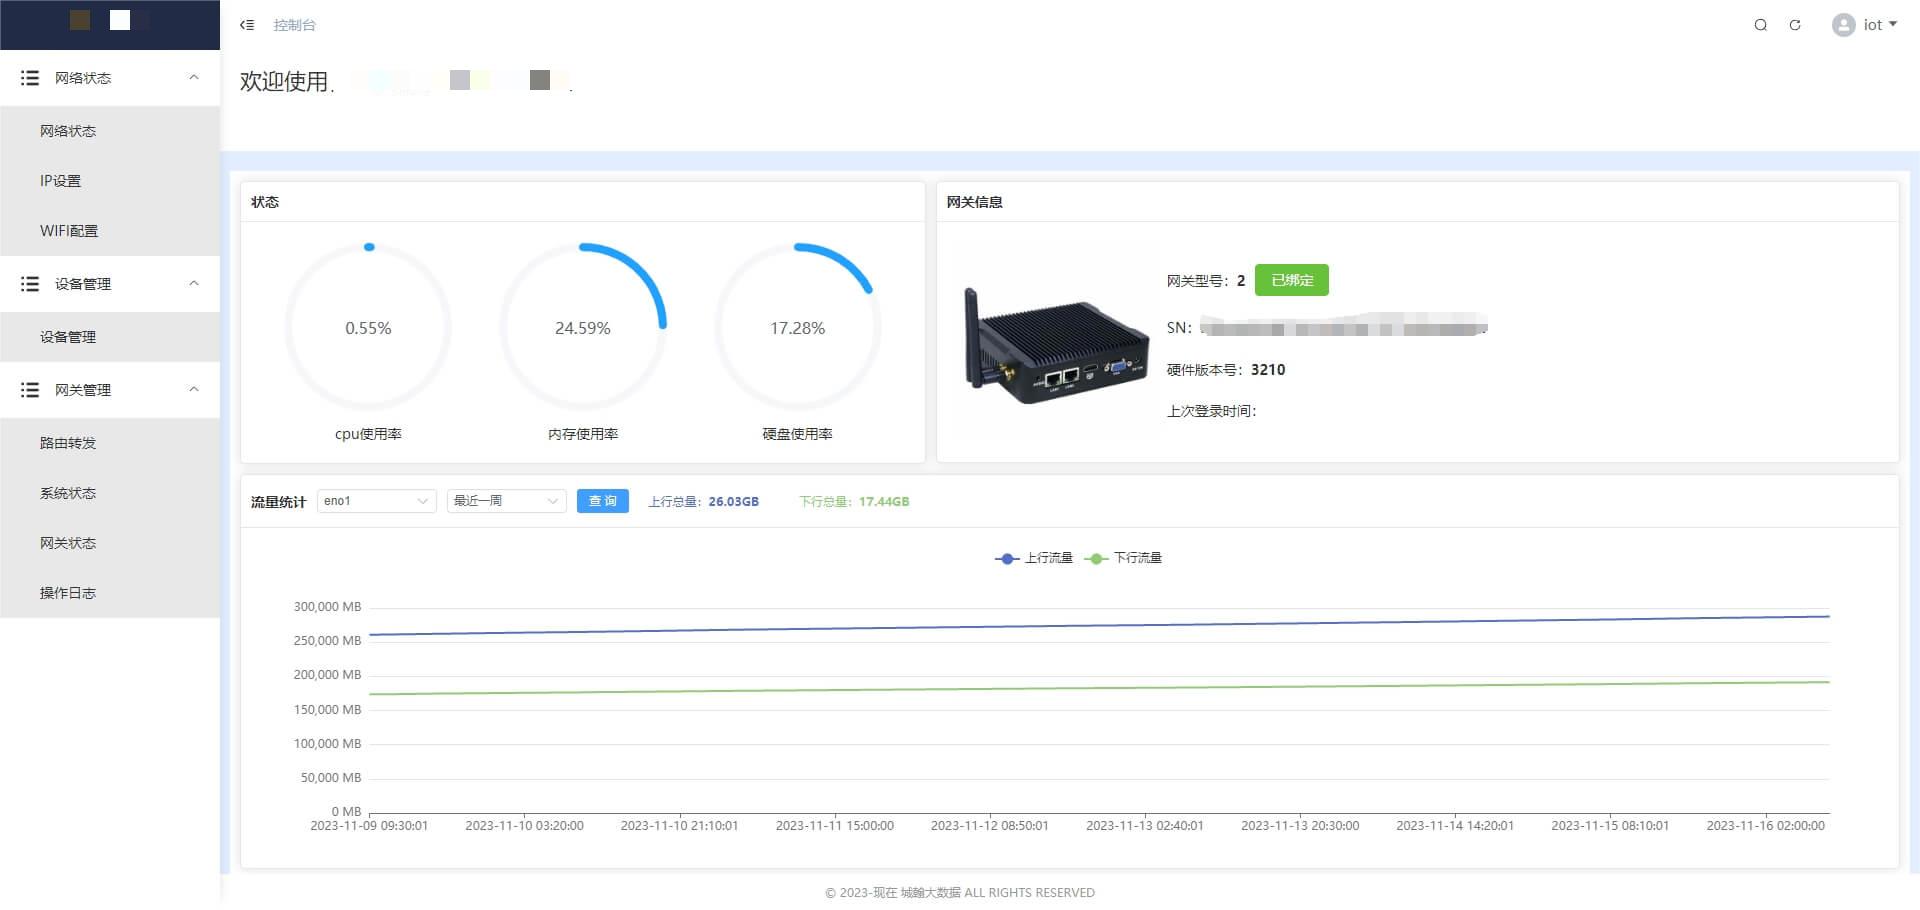 控制台
iot
网络状态
网络状态
IP设置
WIFI配置
设备管理
设备管理
网关管理
路由转发
系统状态
网关状态
操作日志
欢迎使用
状态
0.55%
24.59%
17.28%
cpu使用率
内存使用率
硬盘使用率
网关信息
网关型号：2 已绑定
SN：
硬件版本号：3210
上次登录时间：
流量统计 eno1 最近一周 查 询 上行总量：26.03GB 下行总量：17.44GB
上行流量 下行流量
300,000 MB
250,000 MB
200,000 MB
150,000 MB
100,000 MB
50,000 MB
0 MB
2023-11-09 09:30:01 2023-11-10 03:20:00 2023-11-10 21:10:01 2023-11-11 15:00:00 2023-11-12 08:50:01 2023-11-13 02:40:01 2023-11-13 20:30:00 2023-11-14 14:20:01 2023-11-15 08:10:01 2023-11-16 02:00:00
© 2023-现在 城翰大数据 ALL RIGHTS RESERVED